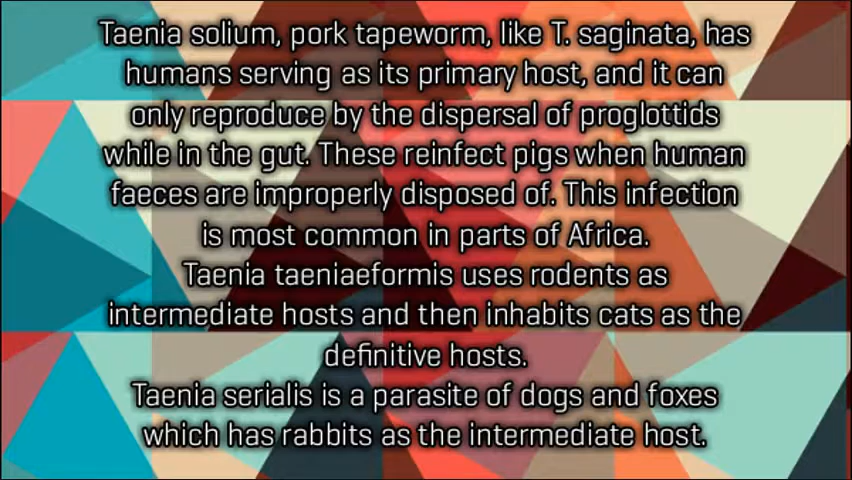 Taenia solium, pork tapeworm, like T. saginata, has
humans serving as its primary host, and it can
only reproduce by the dispersal of proglottids
while in the gut. These reinfect pigs when human
faeces are improperly disposed of. This infection
is most common in parts of Africa.
Taenia taeniaeformis uses rodents as
intermediate hosts and then inhabits cats as the
definitive hosts.
Taenia serialis is a parasite of dogs and foxes
which has rabbits as the intermediate host.